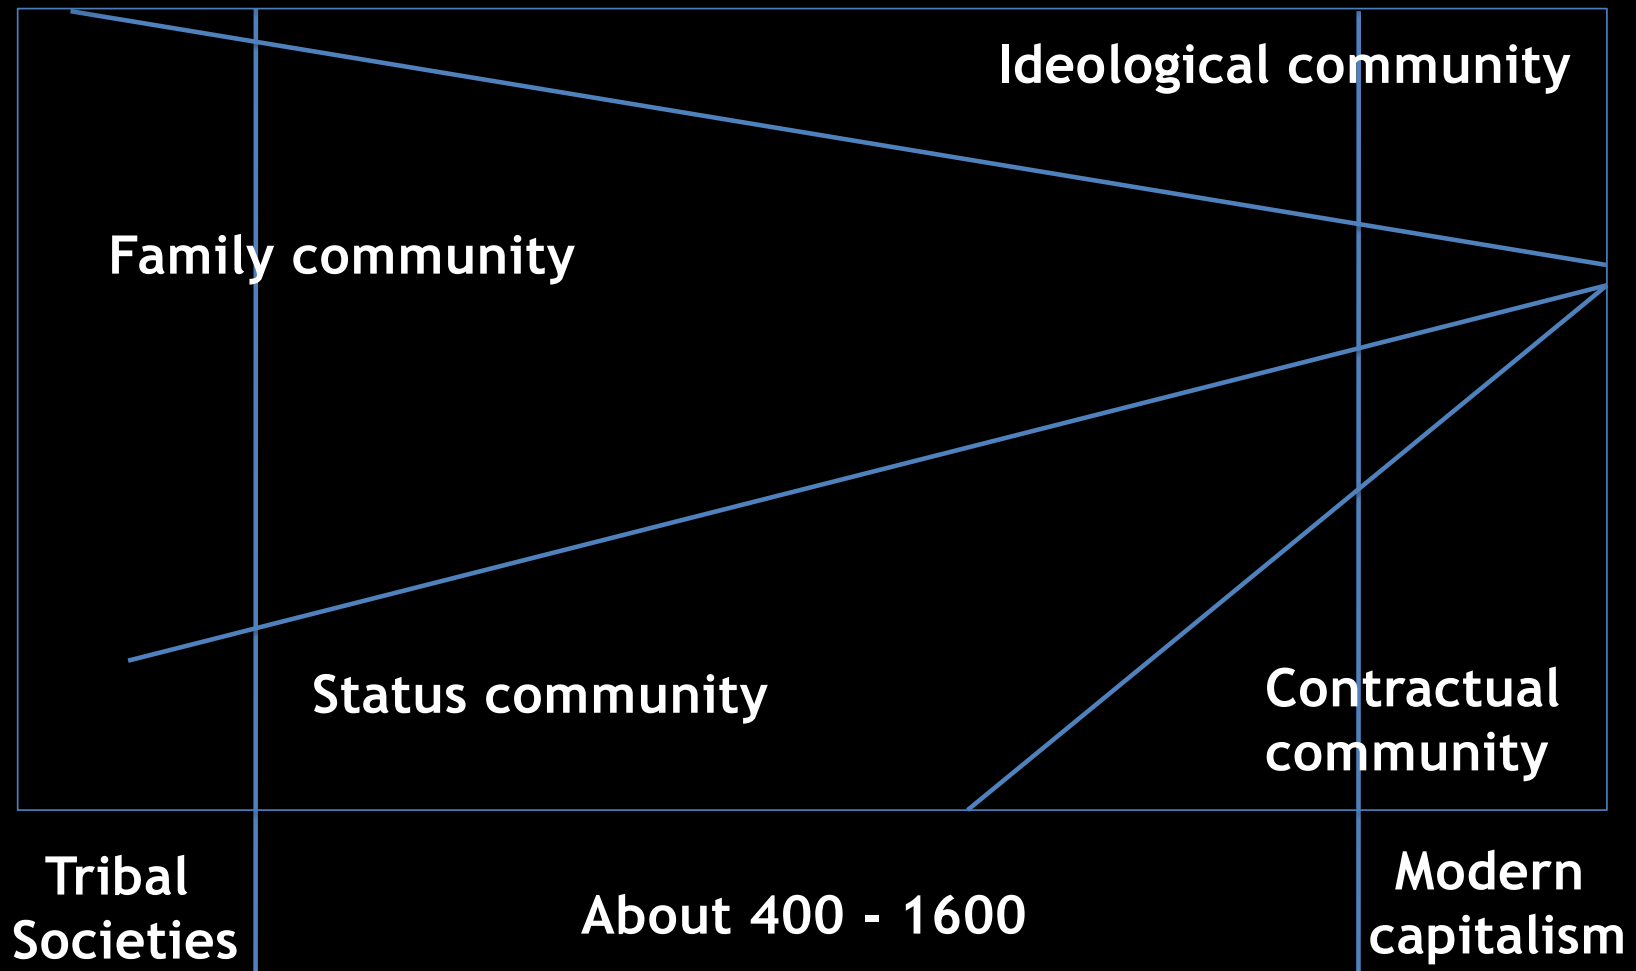 Ideological community
Family community
Status community
Contractual
community
Tribal
Societies
About 400 - 1600
Modern
capitalism